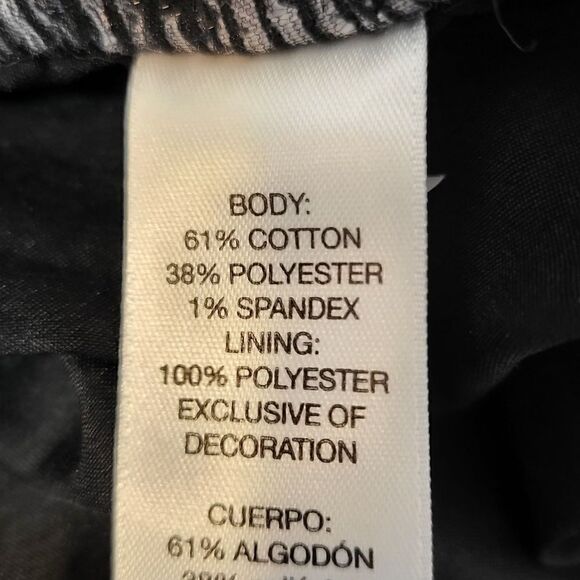 BODY:
61% COTTON
38% POLYESTER
1% SPANDEX
LINING:
100% POLYESTER
EXCLUSIVE OF
DECORATION
CUERPO:
61% ALGODÓN